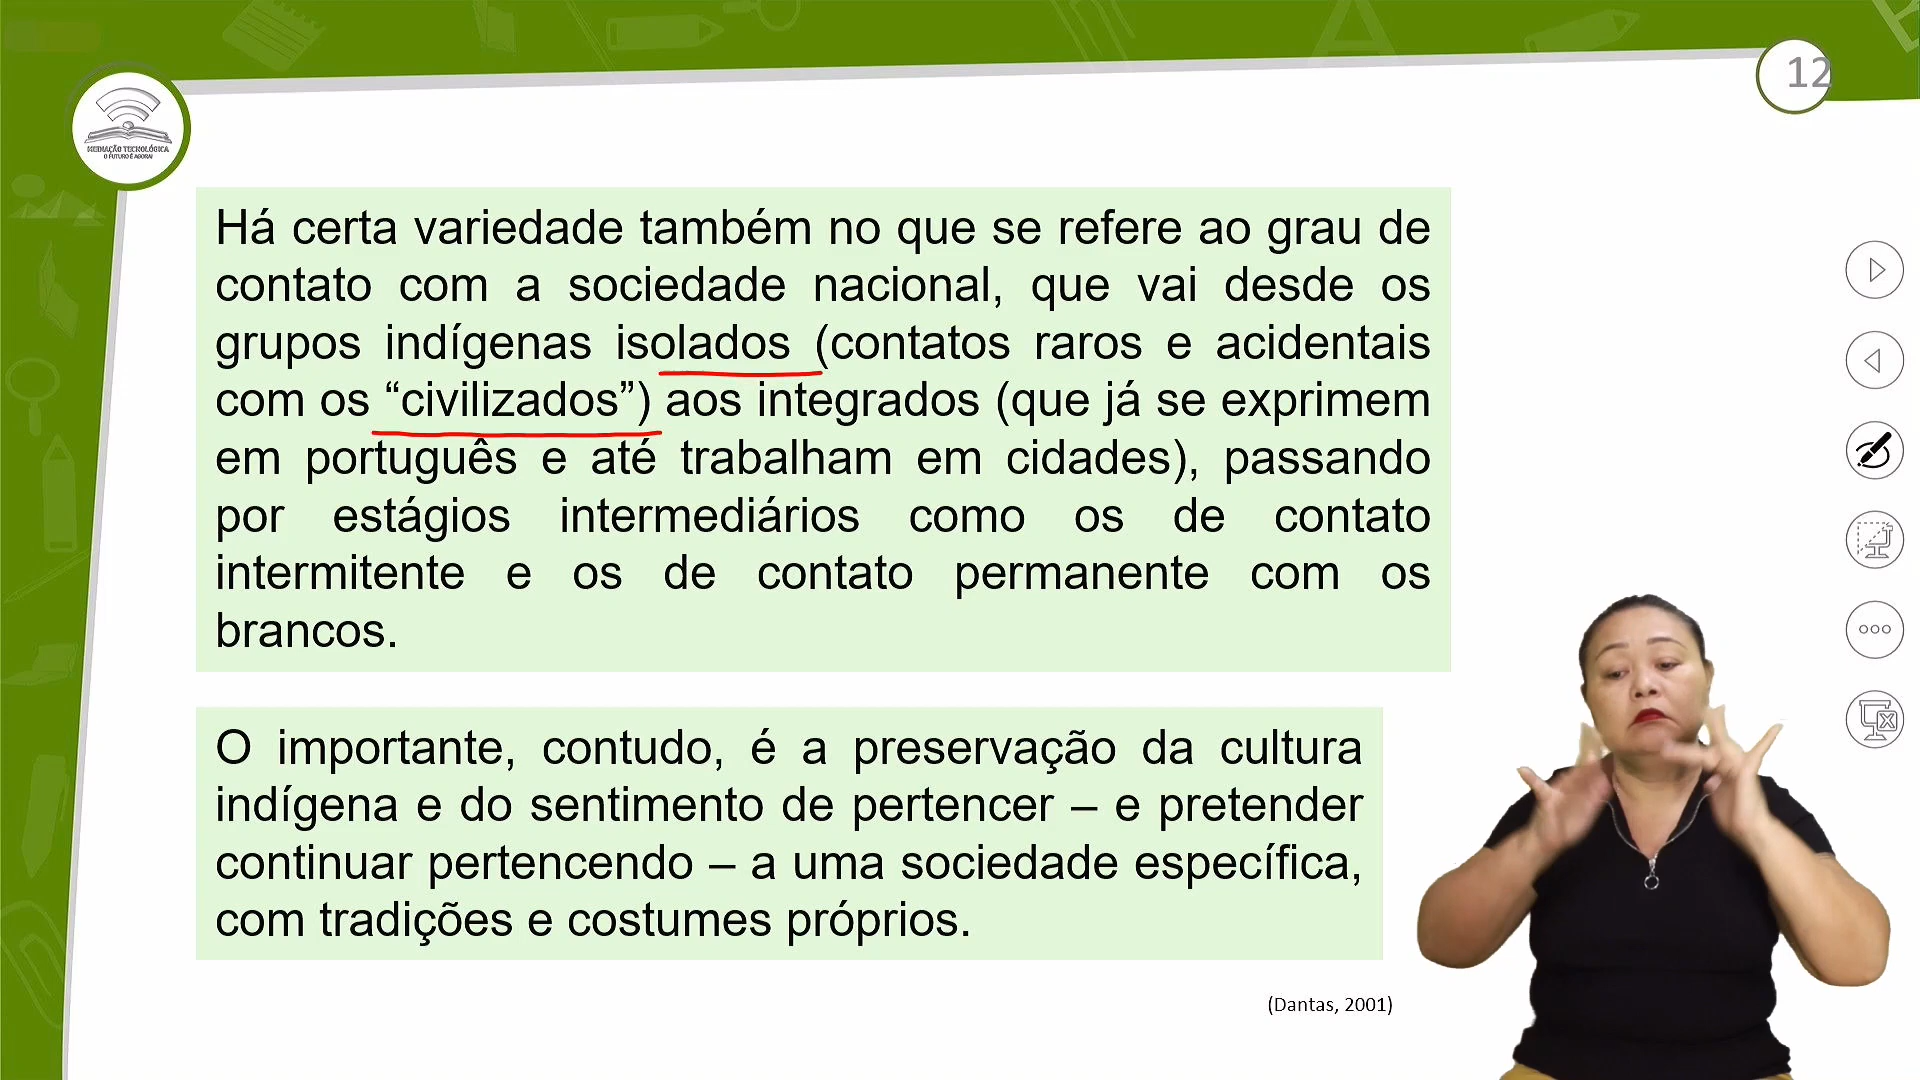 12
MEDIAÇÃO TECNOLÓGICA
O FUTURO É AGORA!
Há certa variedade também no que se refere ao grau de
contato com a sociedade nacional, que vai desde os
grupos indígenas isolados (contatos raros e acidentais
com os “civilizados”) aos integrados (que já se exprimem
em português e até trabalham em cidades), passando
por estágios intermediários como os de contato
intermitente e os de contato permanente com os
brancos.
O importante, contudo, é a preservação da cultura
indígena e do sentimento de pertencer – e pretender
continuar pertencendo – a uma sociedade específica,
com tradições e costumes próprios.
(Dantas, 2001)